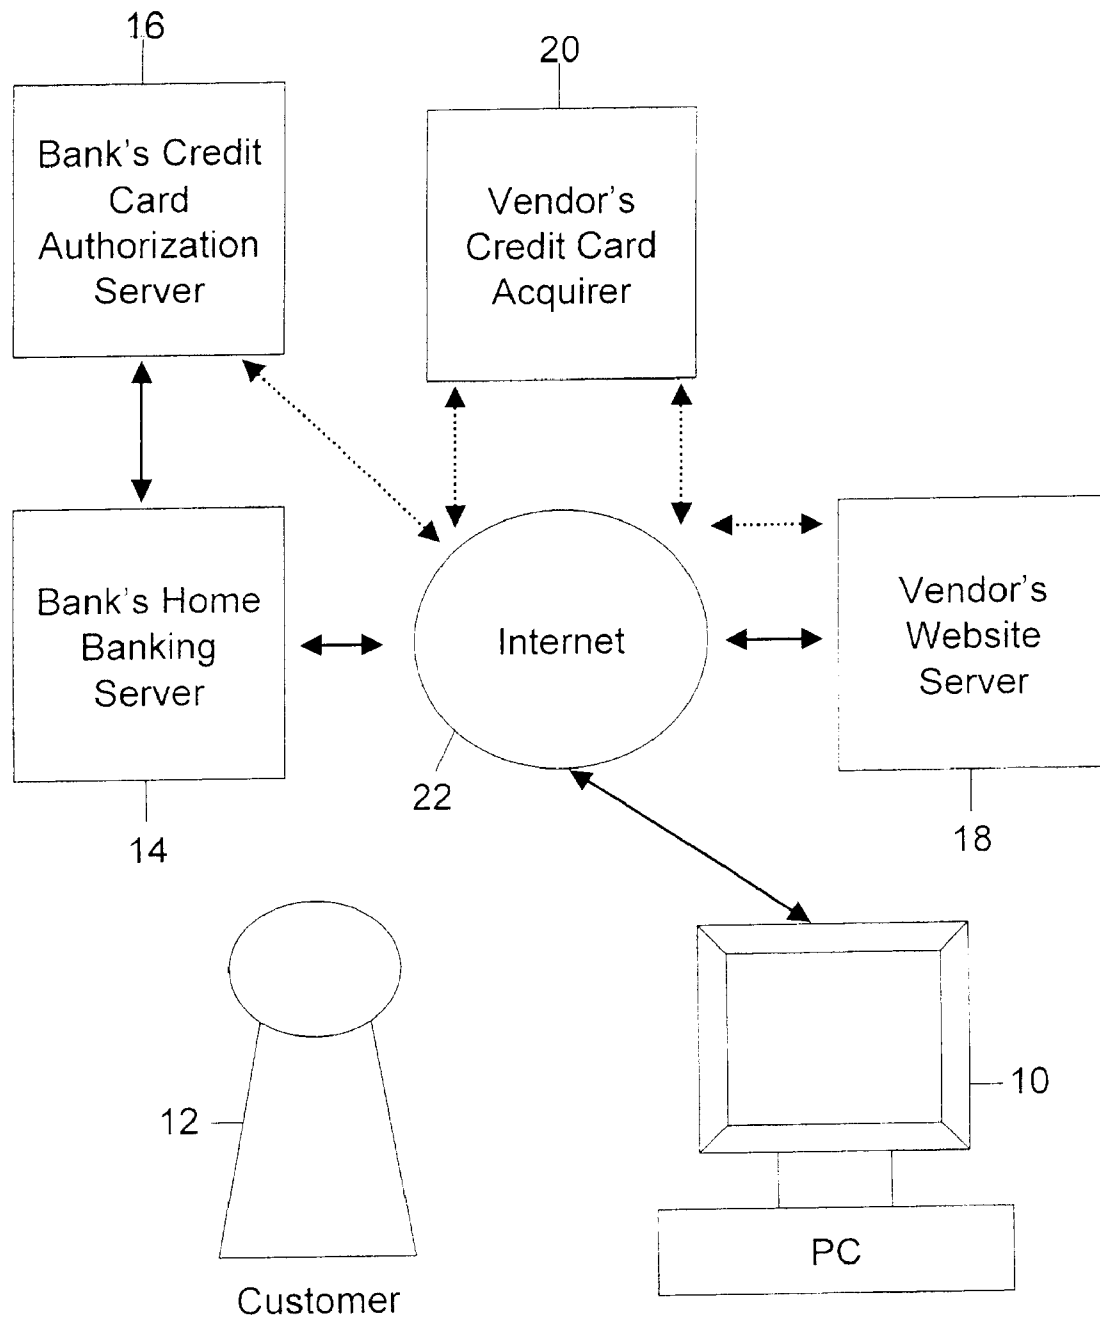 16
20
Bank's Credit
Card
Authorization
Server
Vendor's
Credit Card
Acquirer
Bank's Home
Banking
Server
Internet
Vendor's
Website
Server
22
14
18
12
10
PC
Customer